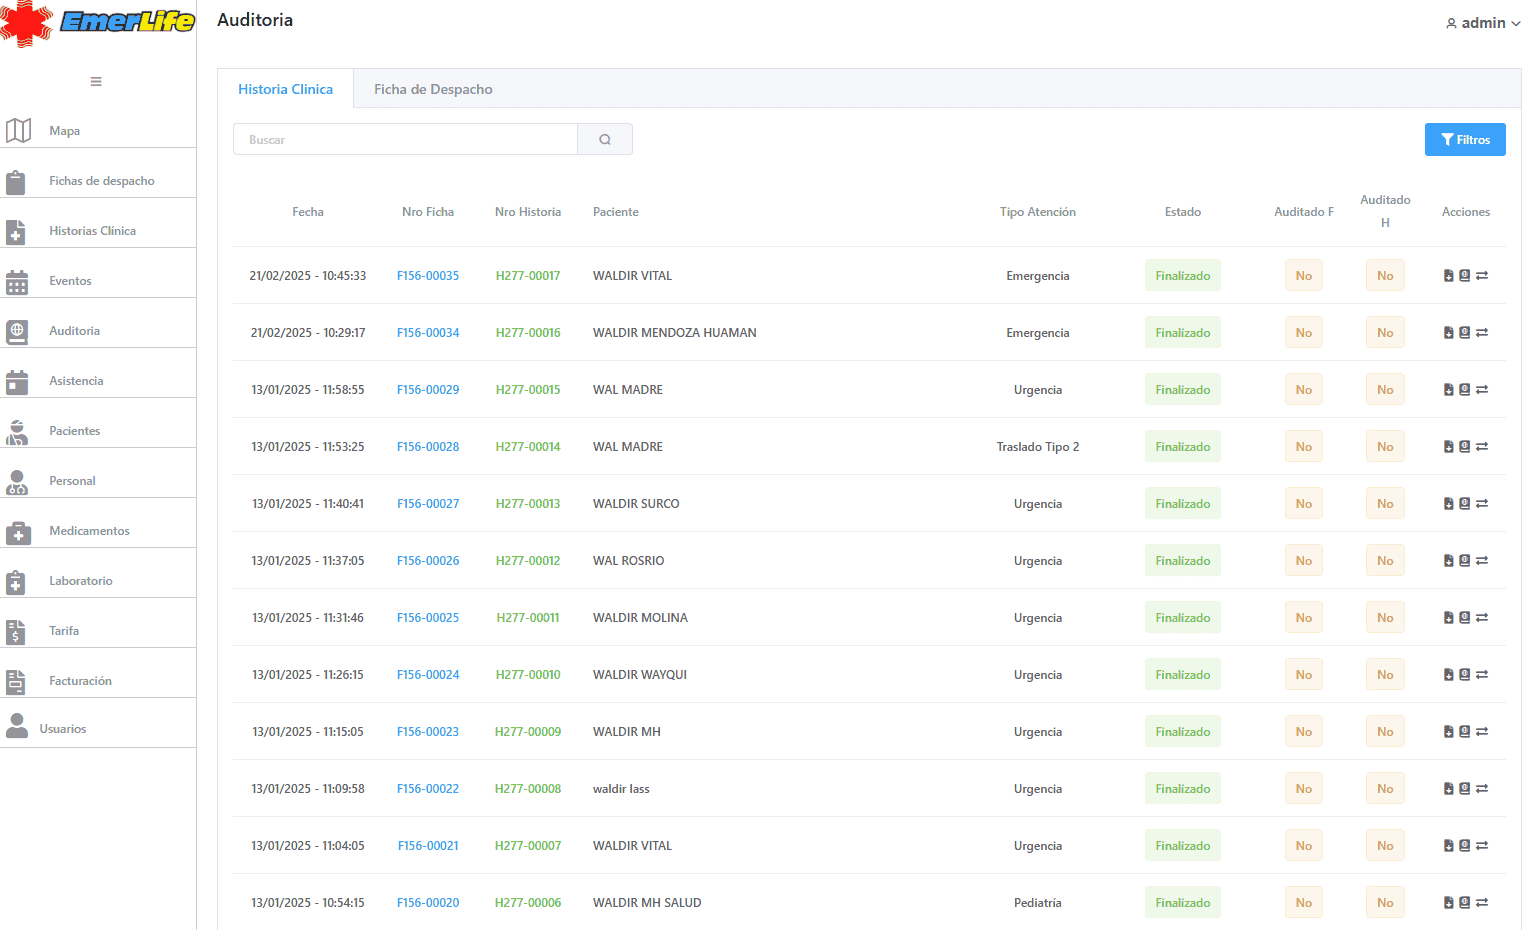 EmerLife
Auditoria
admin
Mapa
Fichas de despacho
Historias Clínica
Eventos
Auditoria
Asistencia
Pacientes
Personal
Medicamentos
Laboratorio
Tarifa
Facturación
Usuarios
Historia Clinica Ficha de Despacho
Buscar Filtros
Fecha Nro Ficha Nro Historia Paciente Tipo Atención Estado Auditado F Auditado H Acciones
21/02/2025 - 10:45:33 F156-00035 H277-00017 WALDIR VITAL Emergencia Finalizado No No
21/02/2025 - 10:29:17 F156-00034 H277-00016 WALDIR MENDOZA HUAMAN Emergencia Finalizado No No
13/01/2025 - 11:58:55 F156-00029 H277-00015 WAL MADRE Urgencia Finalizado No No
13/01/2025 - 11:53:25 F156-00028 H277-00014 WAL MADRE Traslado Tipo 2 Finalizado No No
13/01/2025 - 11:40:41 F156-00027 H277-00013 WALDIR SURCO Urgencia Finalizado No No
13/01/2025 - 11:37:05 F156-00026 H277-00012 WAL ROSRIO Urgencia Finalizado No No
13/01/2025 - 11:31:46 F156-00025 H277-00011 WALDIR MOLINA Urgencia Finalizado No No
13/01/2025 - 11:26:15 F156-00024 H277-00010 WALDIR WAYQUI Urgencia Finalizado No No
13/01/2025 - 11:15:05 F156-00023 H277-00009 WALDIR MH Urgencia Finalizado No No
13/01/2025 - 11:09:58 F156-00022 H277-00008 waldir lass Urgencia Finalizado No No
13/01/2025 - 11:04:05 F156-00021 H277-00007 WALDIR VITAL Urgencia Finalizado No No
13/01/2025 - 10:54:15 F156-00020 H277-00006 WALDIR MH SALUD Pediatría Finalizado No No